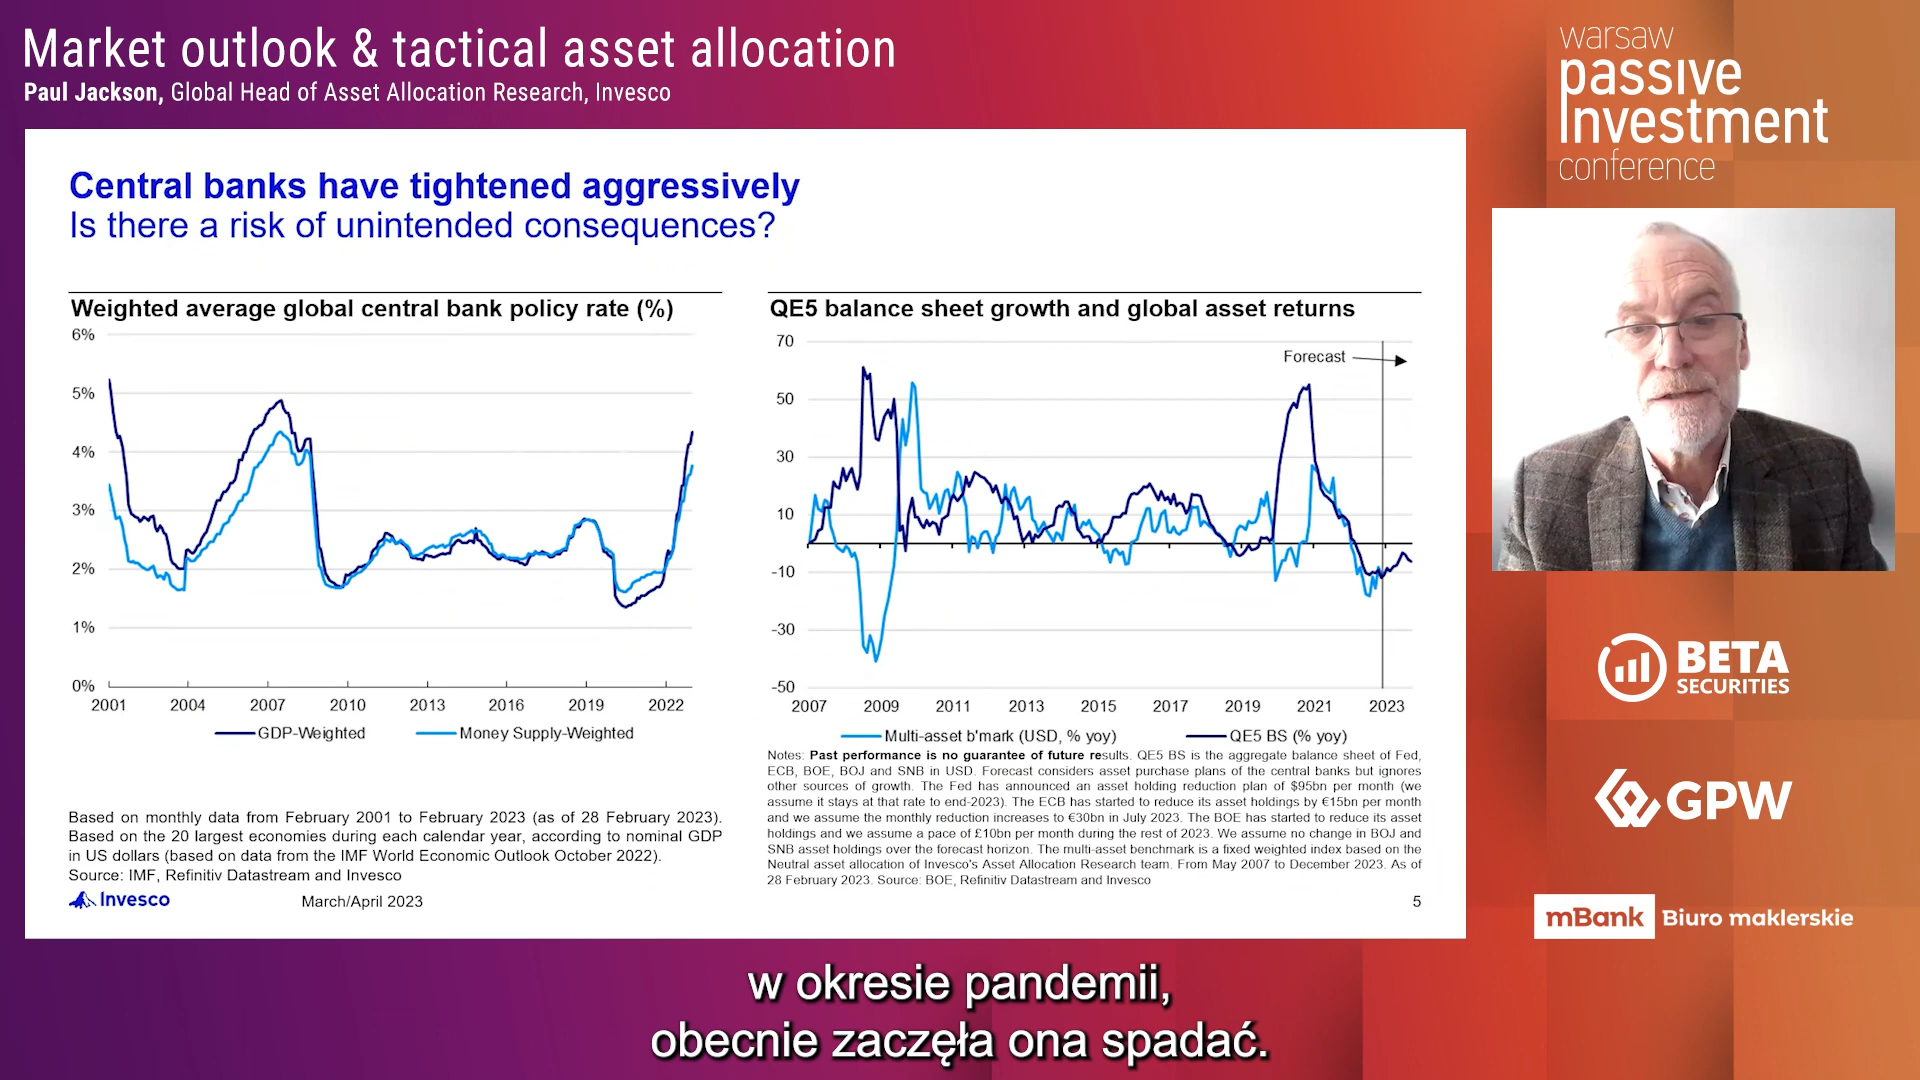 Market outlook & tactical asset allocation
Paul Jackson, Global Head of Asset Allocation Research, Invesco
warsaw
passive
Investment
conference
Central banks have tightened aggressively
Is there a risk of unintended consequences?
Weighted average global central bank policy rate (%)
6%
5%
4%
3%
2%
1%
0%
2001 2004 2007 2010 2013 2016 2019 2022
GDP-Weighted Money Supply-Weighted
Based on monthly data from February 2001 to February 2023 (as of 28 February 2023).
Based on the 20 largest economies during each calendar year, according to nominal GDP
in US dollars (based on data from the IMF World Economic Outlook October 2022).
Source: IMF, Refinitiv Datastream and Invesco
QE5 balance sheet growth and global asset returns
70
50
30
10
-10
-30
-50
Forecast
2007 2009 2011 2013 2015 2017 2019 2021 2023
Multi-asset b'mark (USD, % yoy) QE5 BS (% yoy)
Notes: Past performance is no guarantee of future results. QE5 BS is the aggregate balance sheet of Fed,
ECB, BOE, BOJ and SNB in USD. Forecast considers asset purchase plans of the central banks but ignores
other sources of growth. The Fed has announced an asset holding reduction plan of $95bn per month (we
assume it stays at that rate to end-2023). The ECB has started to reduce its asset holdings by €15bn per month
and we assume the monthly reduction increases to €30bn in July 2023. The BOE has started to reduce its asset
holdings and we assume a pace of £10bn per month during the rest of 2023. We assume no change in BOJ and
SNB asset holdings over the forecast horizon. The multi-asset benchmark is a fixed weighted index based on the
Neutral asset allocation of Invesco's Asset Allocation Research team. From May 2007 to December 2023. As of
28 February 2023. Source: BOE, Refinitiv Datastream and Invesco
Invesco
March/April 2023
5
BETA
SECURITIES
GPW
mBank Biuro maklerskie
w okresie pandemii,
obecnie zaczęła ona spadać.